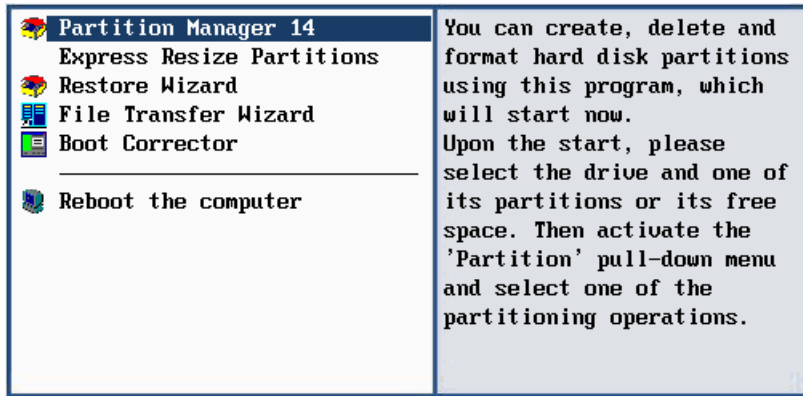 Partition Manager 14
Express Resize Partitions
Restore Wizard
File Transfer Wizard
Boot Corrector
Reboot the computer
You can create, delete and
format hard disk partitions
using this program, which
will start now.
Upon the start, please
select the drive and one of
its partitions or its free
space. Then activate the
'Partition' pull-down menu
and select one of the
partitioning operations.